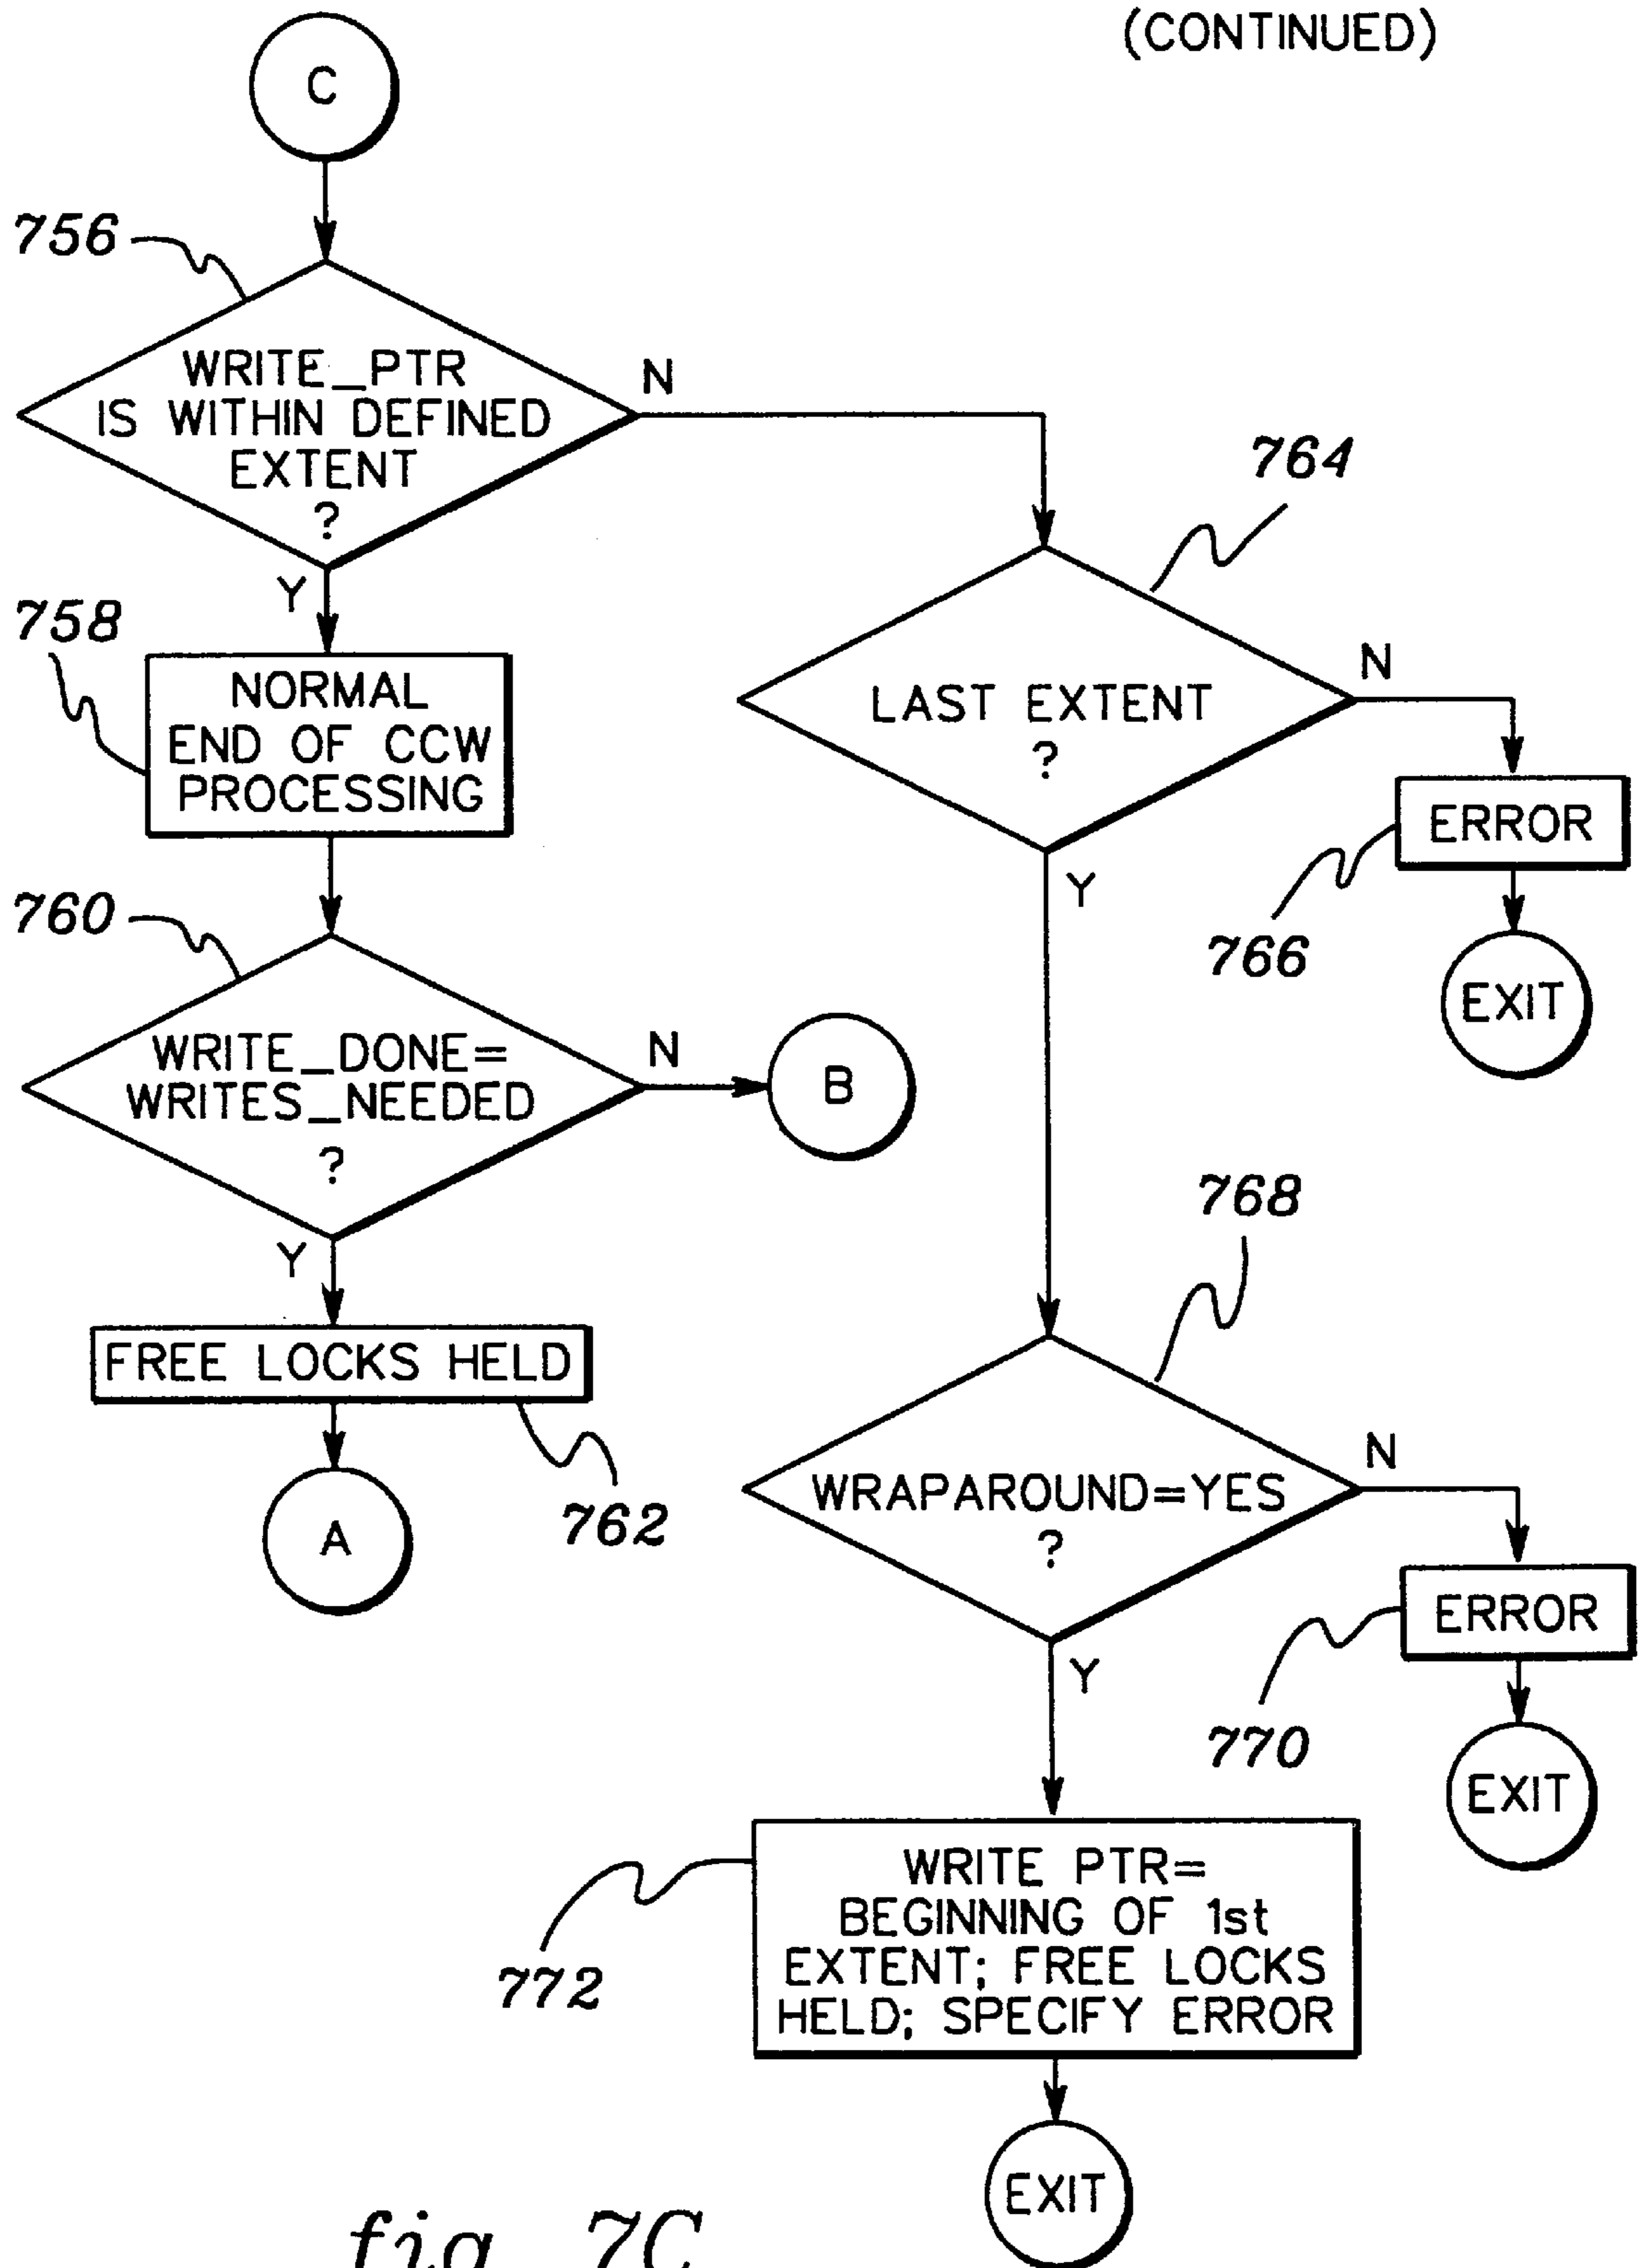 (CONTINUED)
C
756
WRITE_PTR
IS WITHIN DEFINED
EXTENT
?
N
Y
758
NORMAL
END OF CCW
PROCESSING
760
WRITE_DONE=
WRITES_NEEDED
?
N
B
Y
FREE LOCKS HELD
762
A
764
LAST EXTENT
?
N
ERROR
766
EXIT
Y
768
WRAPAROUND=YES
?
N
ERROR
770
EXIT
Y
WRITE PTR=
BEGINNING OF 1st
EXTENT; FREE LOCKS
HELD; SPECIFY ERROR
772
EXIT
fig. 7C